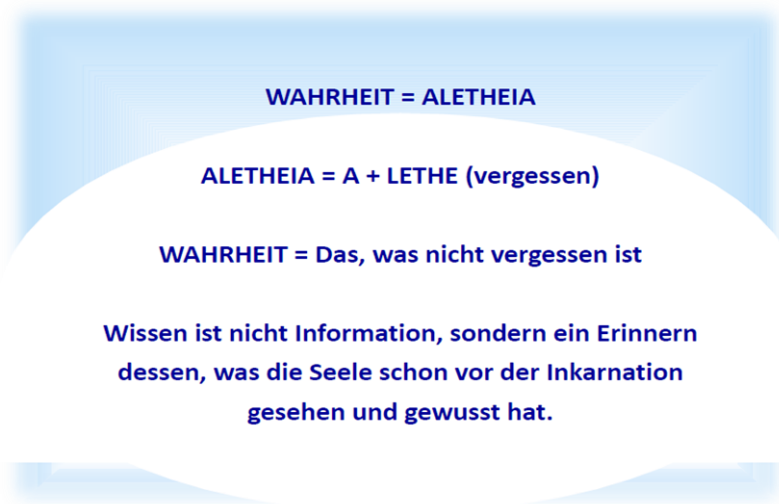 WAHRHEIT = ALETHEIA
ALETHEIA = A + LETHE (vergessen)
WAHRHEIT = Das, was nicht vergessen ist
Wissen ist nicht Information, sondern ein Erinnern
dessen, was die Seele schon vor der Inkarnation
gesehen und gewusst hat.